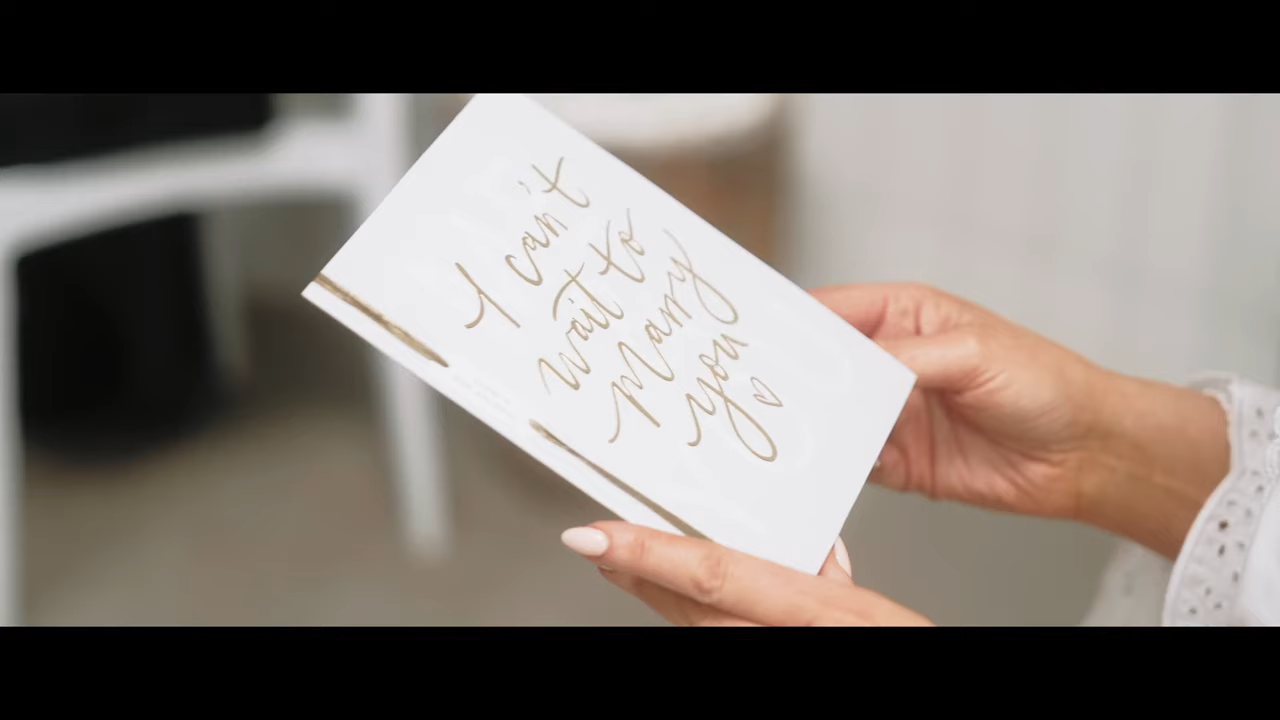 I can't
wait to
Marry
you ♡